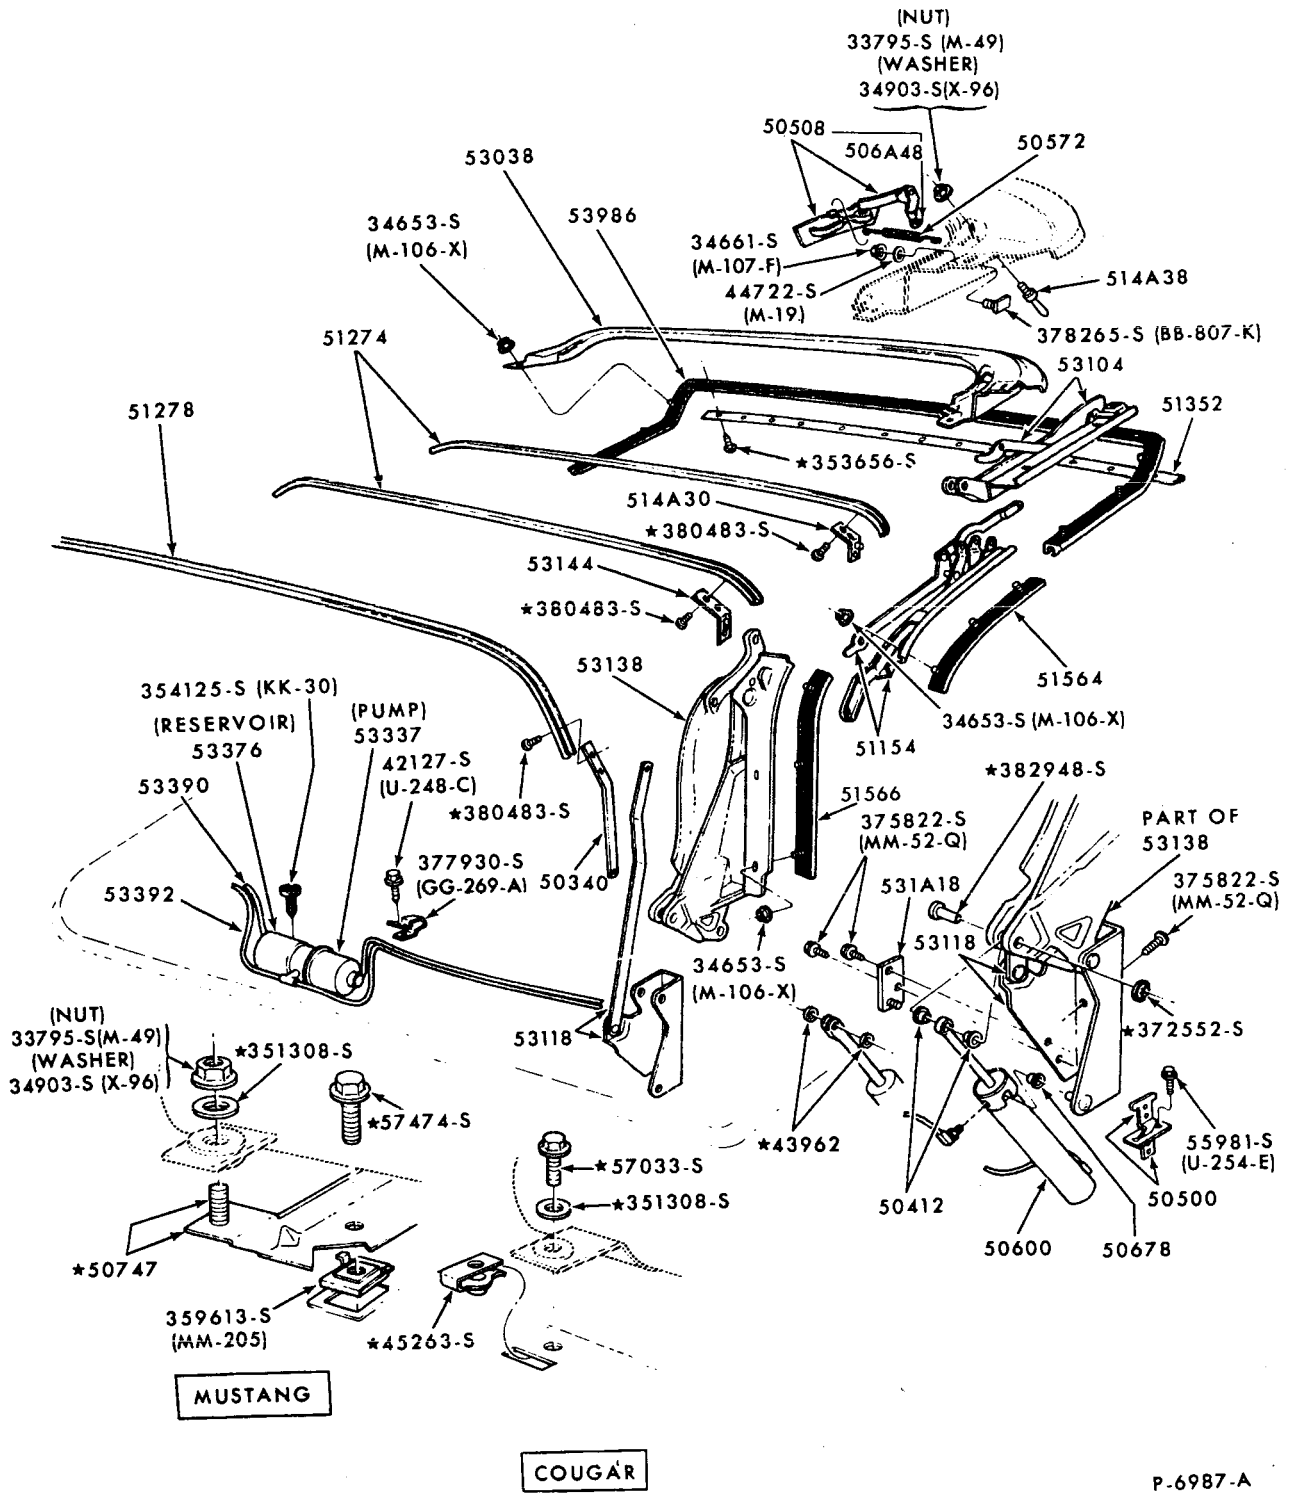 (NUT)
33795-S (M-49)
(WASHER)
34903-S(X-96)
50508
506A48
50572
53038
34653-S
(M-106-X)
53986
34661-S
(M-107-F)
44722-S
(M-19.)
514A38
378265-S (BB-807-K)
51274
53104
51352
51278
★353656-S
514A30
★380483-S
53144
★380483-S
53138
51564
34653-S (M-106-X)
51154
354125-S (KK-30)
(RESERVOIR)
53376
(PUMP)
53337
42127-S
(U-248-C)
53390
★380483-S
★382948-S
51566
375822-S
(MM-52-Q)
PART OF
53138
375822-S
(MM-52-Q)
377930-S
(GG-269-A)
50340
53392
531A18
53118
34653-S
(M-106-X)
53118
★372552-S
(NUT)
33795-S(M-49)
(WASHER)
34903-S (X-96)
★351308-S
★57474-S
★43962
55981-S
(U-254-E)
★57033-S
★351308-S
50412
50500
50600
50678
★50747
359613-S
(MM-205)
★45263-S
MUSTANG
COUGAR
P-6987-A